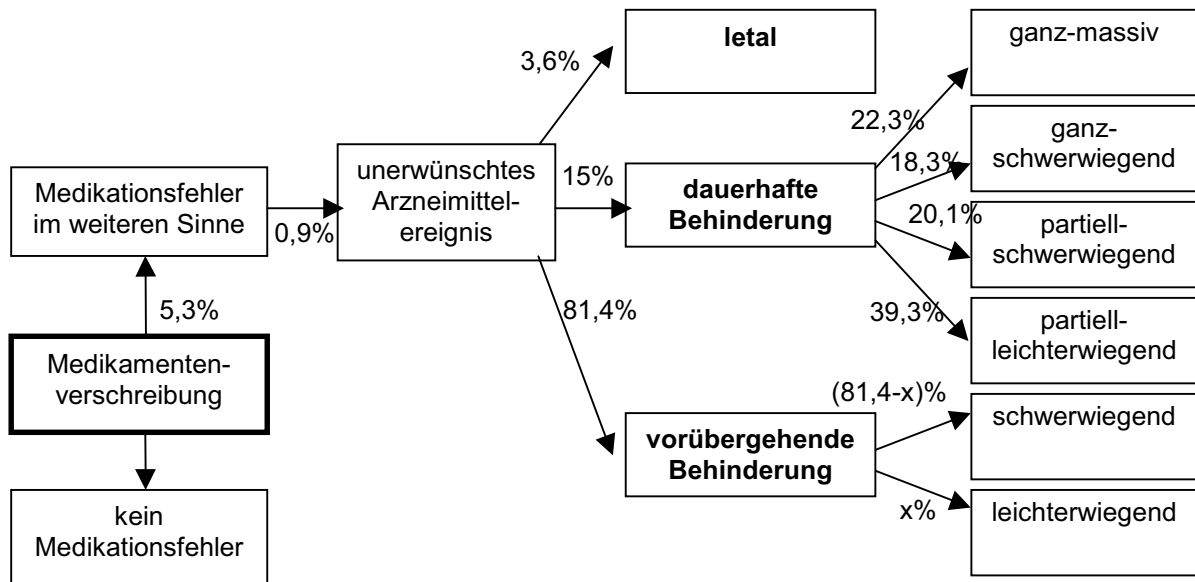 letal
3,6%
ganz-massiv
22,3%
ganz-
schwerwiegend
18,3%
Medikationsfehler
im weiteren Sinne
0,9%
unerwünschtes
Arzneimittel-
ereignis
15%
dauerhafte
Behinderung
20,1%
partiell-
schwerwiegend
5,3%
81,4%
39,3%
partiell-
leichterwiegend
Medikamenten-
verschreibung
(81,4-x)%
vorübergehende
Behinderung
schwerwiegend
x%
leichterwiegend
kein
Medikationsfehler